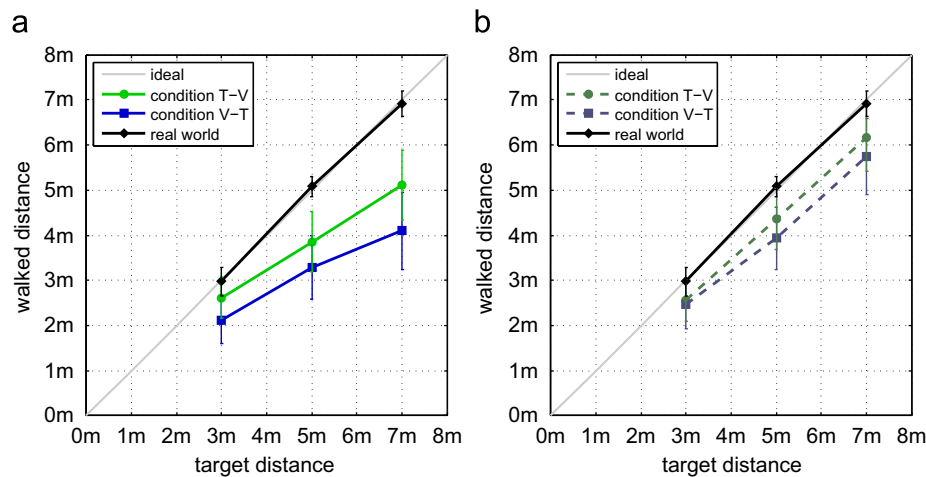 a
8m
7m
6m
5m
4m
3m
2m
1m
0m
walked distance
ideal
condition T−V
condition V−T
real world
0m 1m 2m 3m 4m 5m 6m 7m 8m
target distance
b
8m
7m
6m
5m
4m
3m
2m
1m
0m
walked distance
ideal
condition T−V
condition V−T
real world
0m 1m 2m 3m 4m 5m 6m 7m 8m
target distance